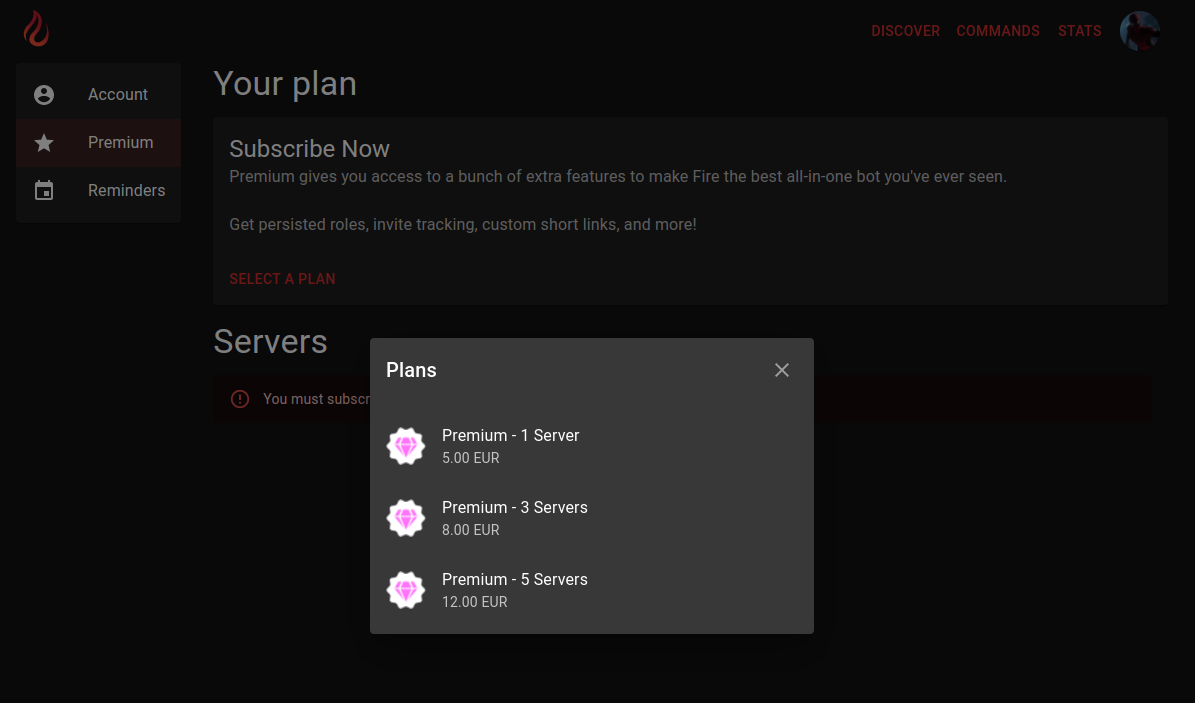 DISCOVER COMMANDS STATS
Account
Premium
Reminders
Your plan
Subscribe Now
Premium gives you access to a bunch of extra features to make Fire the best all-in-one bot you've ever seen.
Get persisted roles, invite tracking, custom short links, and more!
SELECT A PLAN
Servers
You must
Plans
Premium - 1 Server
5.00 EUR
Premium - 3 Servers
8.00 EUR
Premium - 5 Servers
12.00 EUR